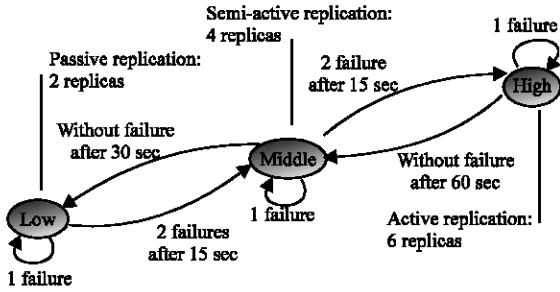 Semi-active replication:
4 replicas
1 failure
Passive replication:
2 replicas
2 failure
after 15 sec
High
Without failure
after 30 sec
Middle
Without failure
after 60 sec
1 failure
Low
2 failures
after 15 sec
Active replication:
6 replicas
1 failure